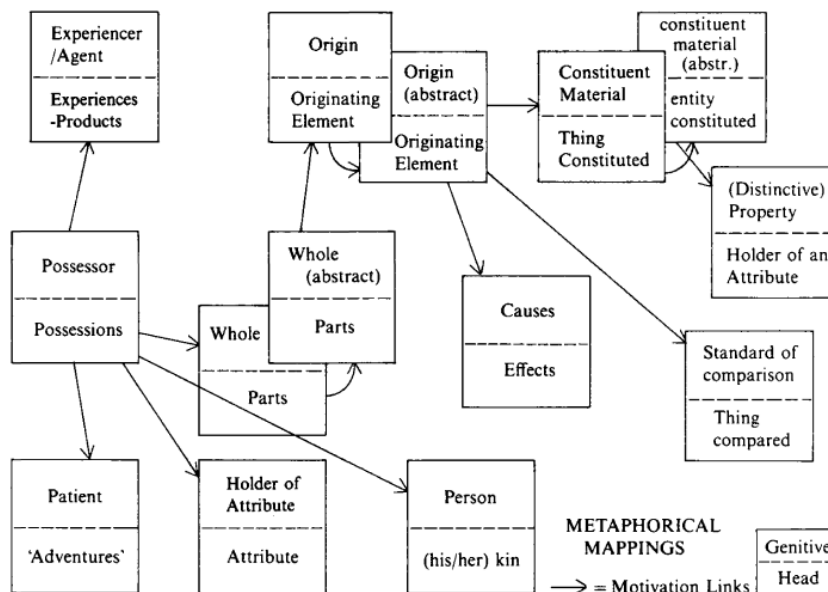 Experiencer
/Agent
Experiences
-Products
Origin
Originating
Element
Origin
(abstract)
Originating
Element
Constituent
Material
Thing
Constituted
constituent
material
(abstr.)
entity
constituted
(Distinctive)
Property
Holder of an
Attribute
Possessor
Possessions
Whole
Parts
Whole
(abstract)
Parts
Causes
Effects
Standard of
comparison
Thing
compared
Patient
'Adventures'
Holder of
Attribute
Attribute
Person
(his/her) kin
METAPHORICAL
MAPPINGS
= Motivation Links
Genitive
Head